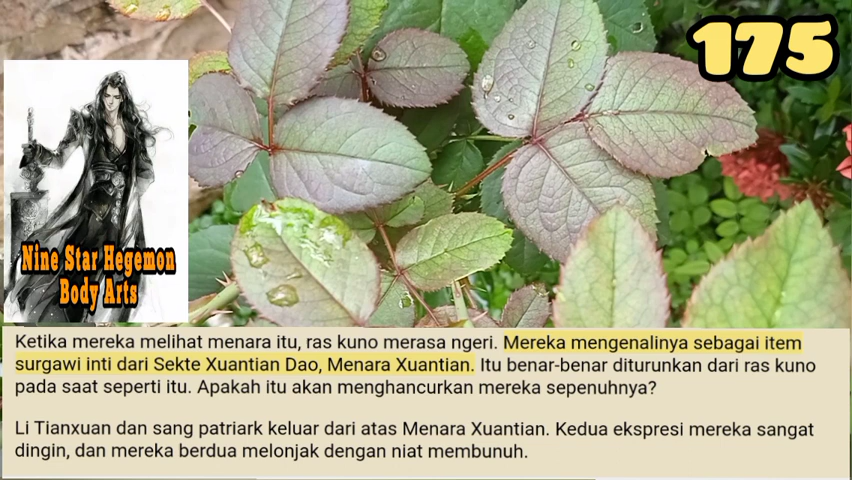 175
Nine Star Hegemon
Body Arts
Ketika mereka melihat menara itu, ras kuno merasa ngeri. Mereka mengenalinya sebagai item
surgawi inti dari Sekte Xuantian Dao, Menara Xuantian. Itu benar-benar diturunkan dari ras kuno
pada saat seperti itu. Apakah itu akan menghancurkan mereka sepenuhnya?
Li Tianxuan dan sang patriark keluar dari atas Menara Xuantian. Kedua ekspresi mereka sangat
dingin, dan mereka berdua melonjak dengan niat membunuh.